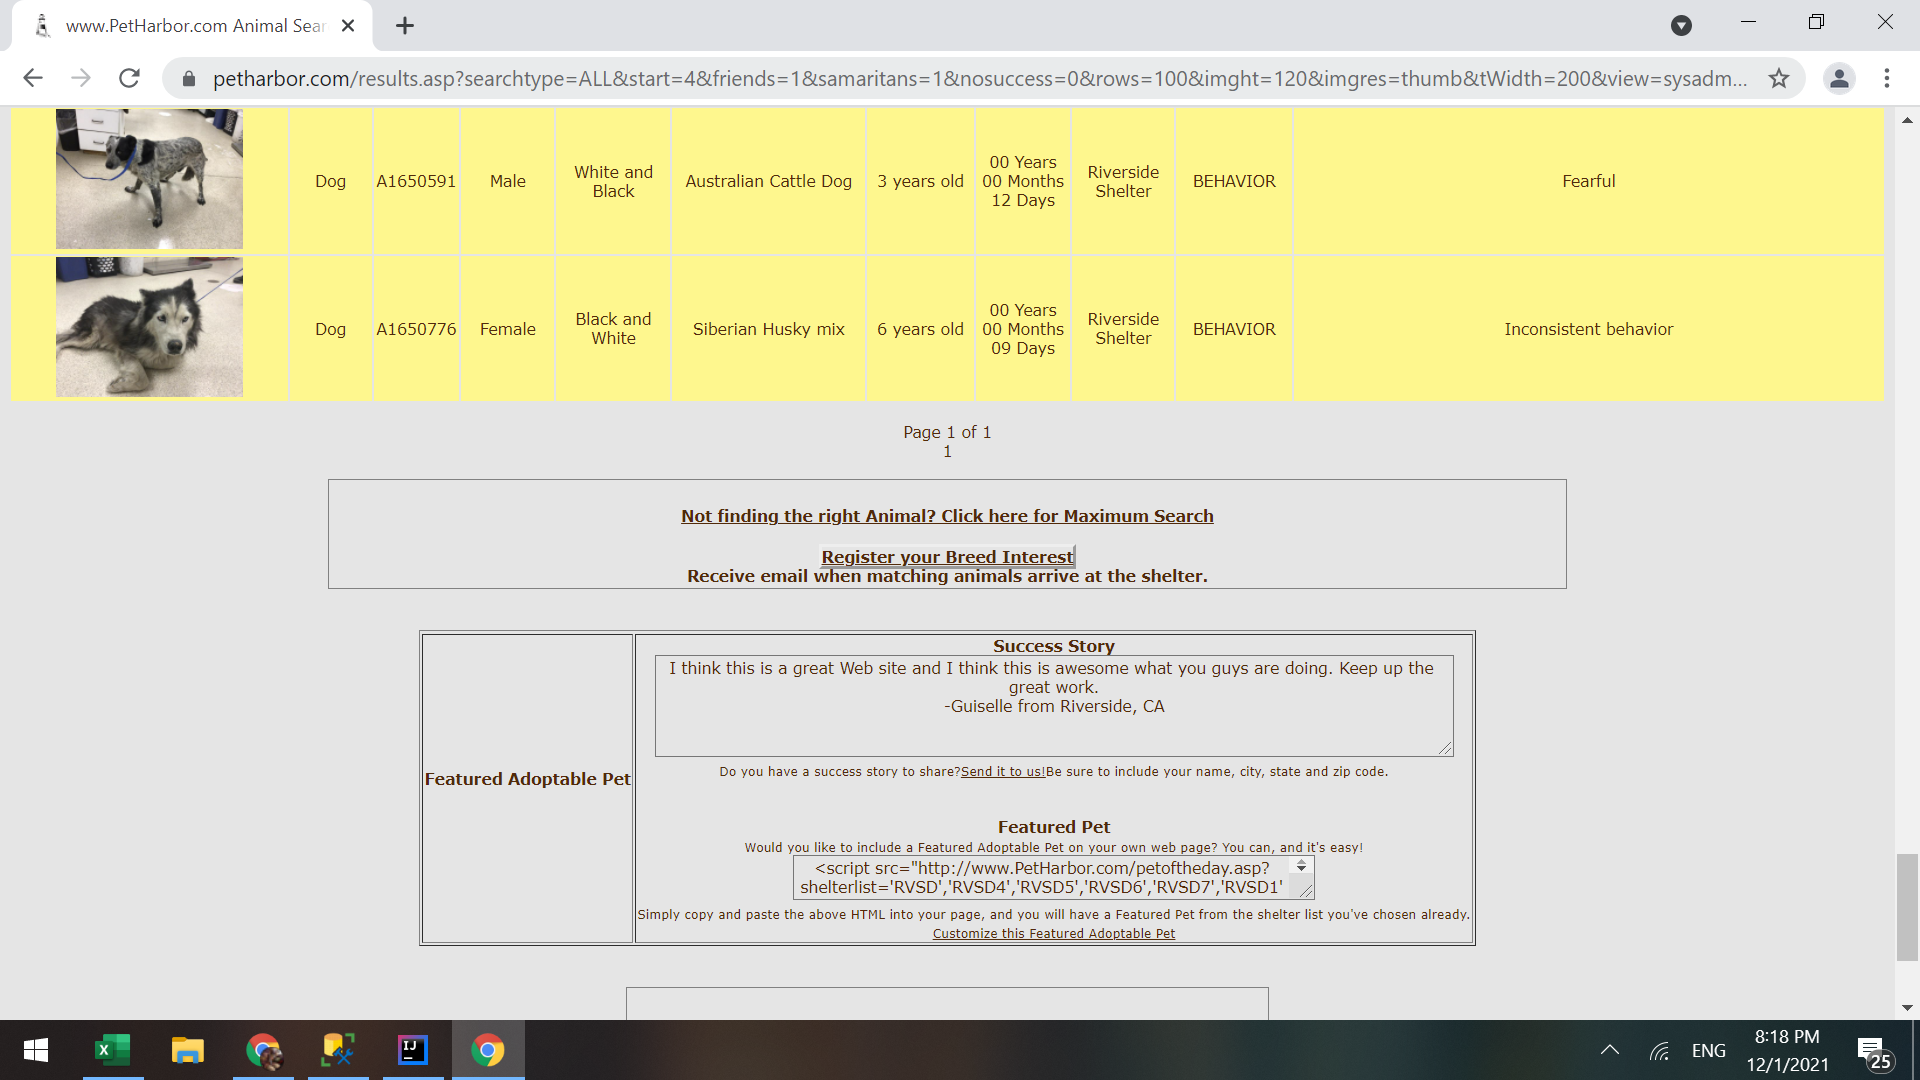 www.PetHarbor.com Animal Sear
petharbor.com/results.asp?searchtype=ALL&start=4&friends=1&samaritans=1&nosuccess=0&rows=100&imght=120&imgres=thumb&tWidth=200&view=sysadm...
Dog
A1650591
Male
White and
Black
Australian Cattle Dog
3 years old
00 Years
00 Months
12 Days
Riverside
Shelter
BEHAVIOR
Fearful
Dog
A1650776
Female
Black and
White
Siberian Husky mix
6 years old
00 Years
00 Months
09 Days
Riverside
Shelter
BEHAVIOR
Inconsistent behavior
Page 1 of 1
1
Not finding the right Animal? Click here for Maximum Search
Register your Breed Interest
Receive email when matching animals arrive at the shelter.
Featured Adoptable Pet
Success Story
I think this is a great Web site and I think this is awesome what you guys are doing. Keep up the
great work.
-Guiselle from Riverside, CA
Do you have a success story to share?Send it to us!Be sure to include your name, city, state and zip code.
Featured Pet
Would you like to include a Featured Adoptable Pet on your own web page? You can, and it's easy!
<script src="http://www.PetHarbor.com/petoftheday.asp?
shelterlist='RVSD','RVSD4','RVSD5','RVSD6','RVSD7','RVSD1'
Simply copy and paste the above HTML into your page, and you will have a Featured Pet from the shelter list you've chosen already.
Customize this Featured Adoptable Pet
X
IJ
ENG
8:18 PM
12/1/2021
25